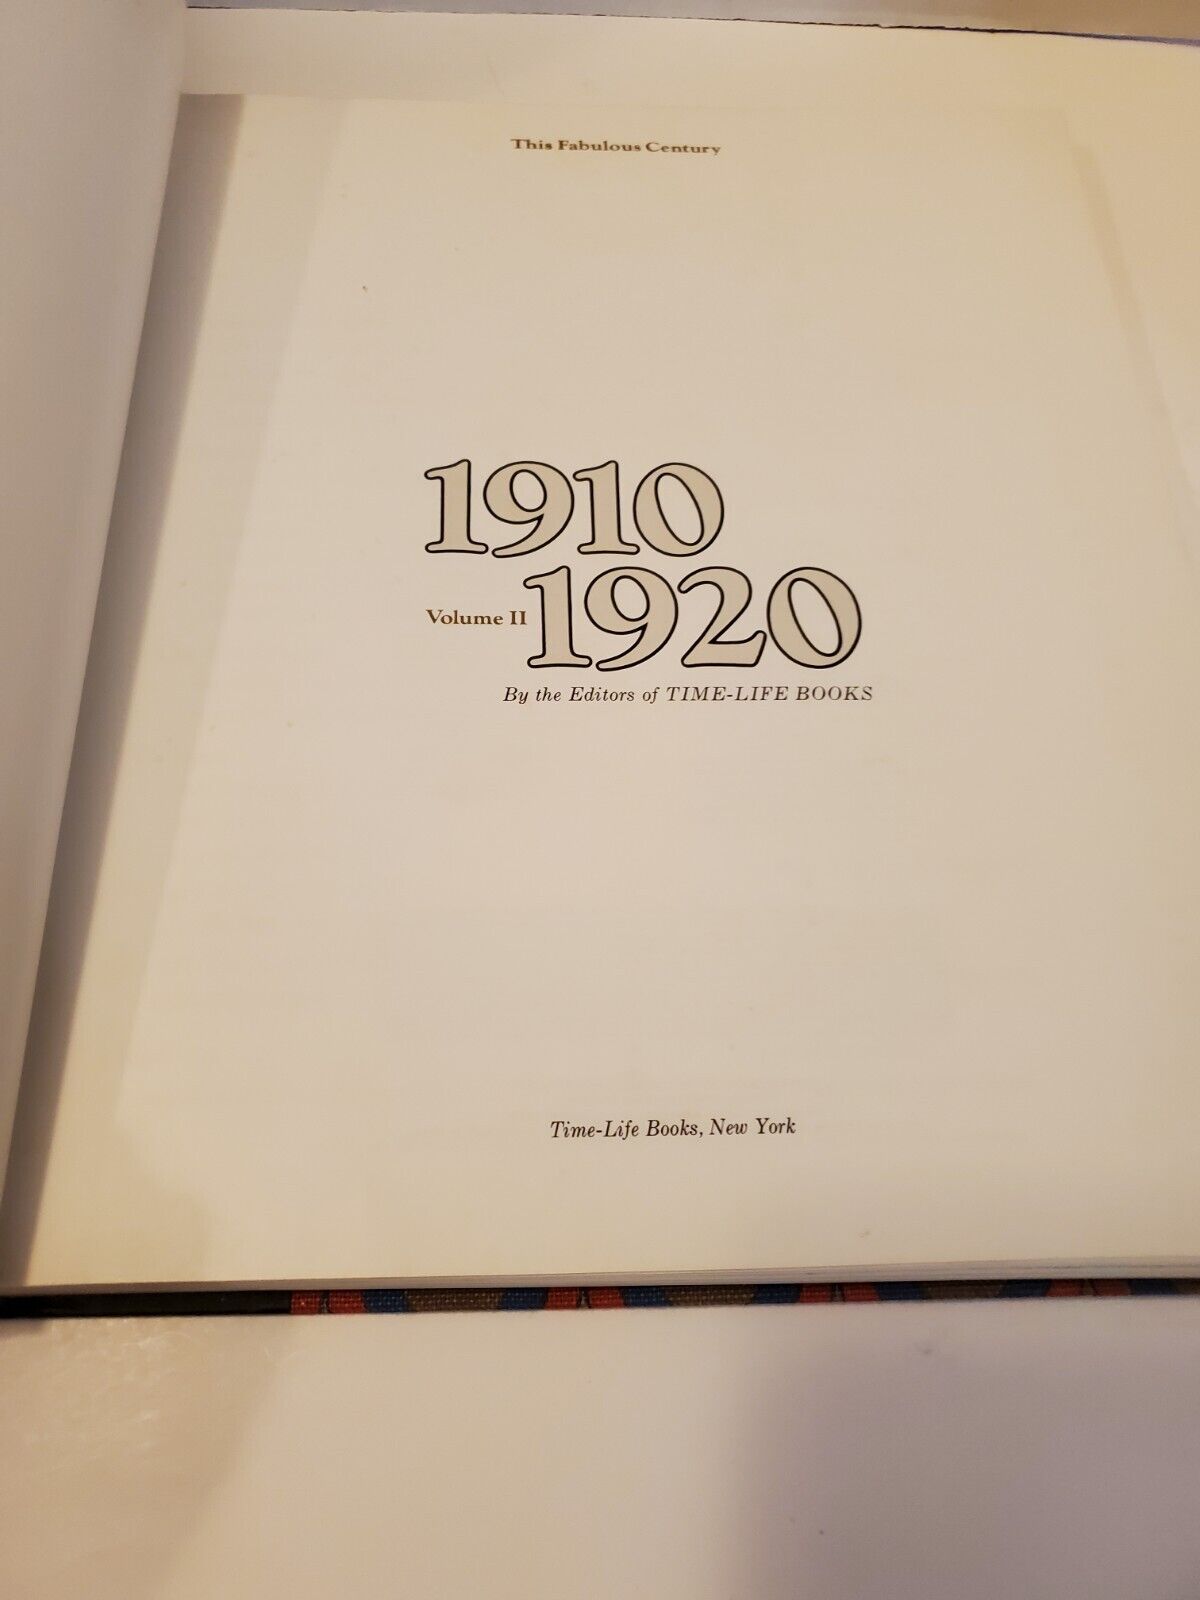 This Fabulous Century
1910
Volume II 1920
By the Editors of TIME-LIFE BOOKS
Time-Life Books, New York